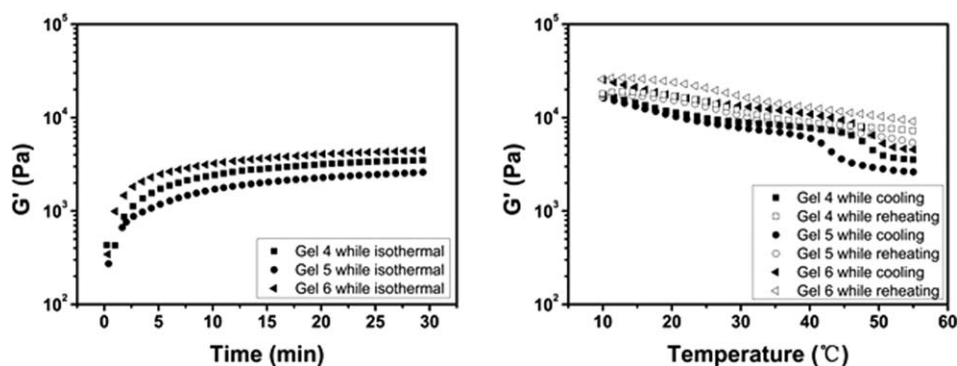 10⁵
10⁴
10³
10²
G' (Pa)
0 5 10 15 20 25 30
Time (min)
Gel 4 while isothermal
Gel 5 while isothermal
Gel 6 while isothermal
10⁵
10⁴
10³
10²
G' (Pa)
10 20 30 40 50 60
Temperature (℃)
Gel 4 while cooling
Gel 4 while reheating
Gel 5 while cooling
Gel 5 while reheating
Gel 6 while cooling
Gel 6 while reheating